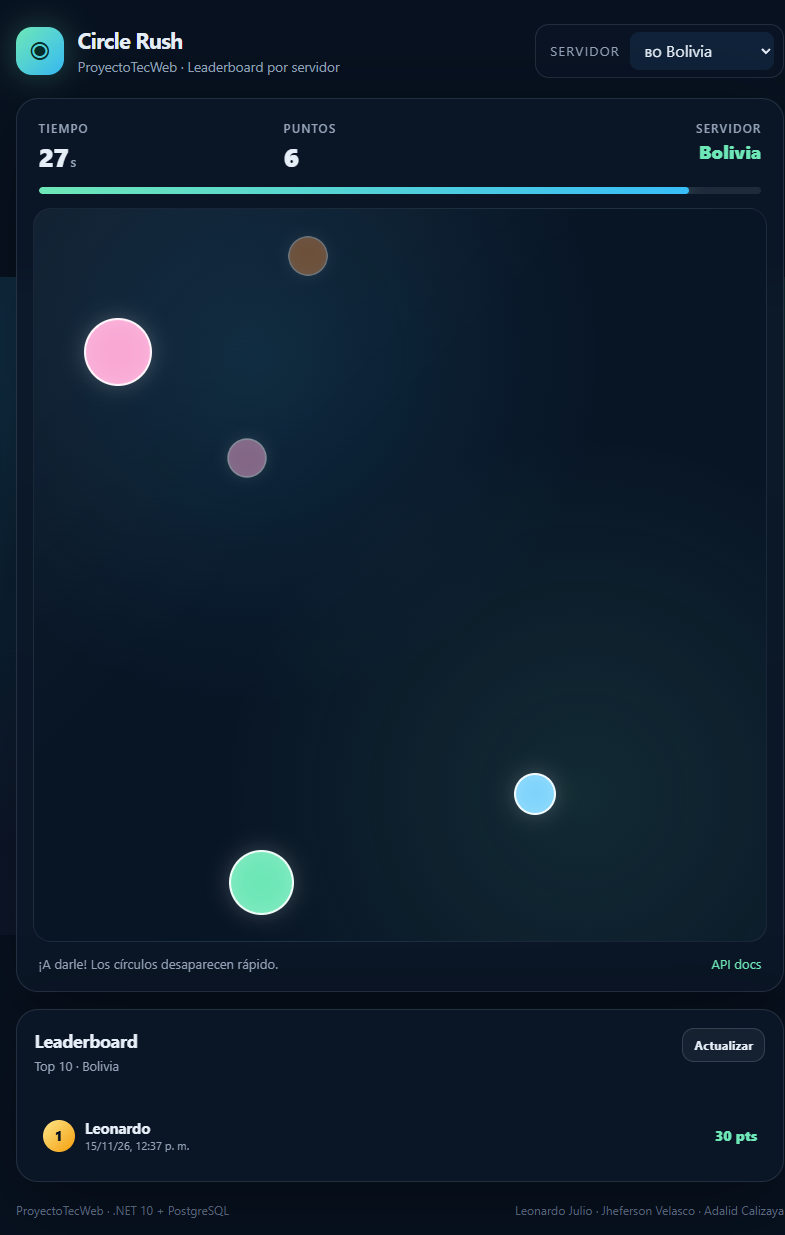 Circle Rush
ProyectoTecWeb · Leaderboard por servidor
SERVIDOR
BO Bolivia
TIEMPO
27s
PUNTOS
6
SERVIDOR
Bolivia
¡A darle! Los círculos desaparecen rápido.
API docs
Leaderboard
Top 10 · Bolivia
Actualizar
1
Leonardo
15/11/26, 12:37 p. m.
30 pts
ProyectoTecWeb · .NET 10 + PostgreSQL
Leonardo Julio · Jheferson Velasco · Adalid Calizaya